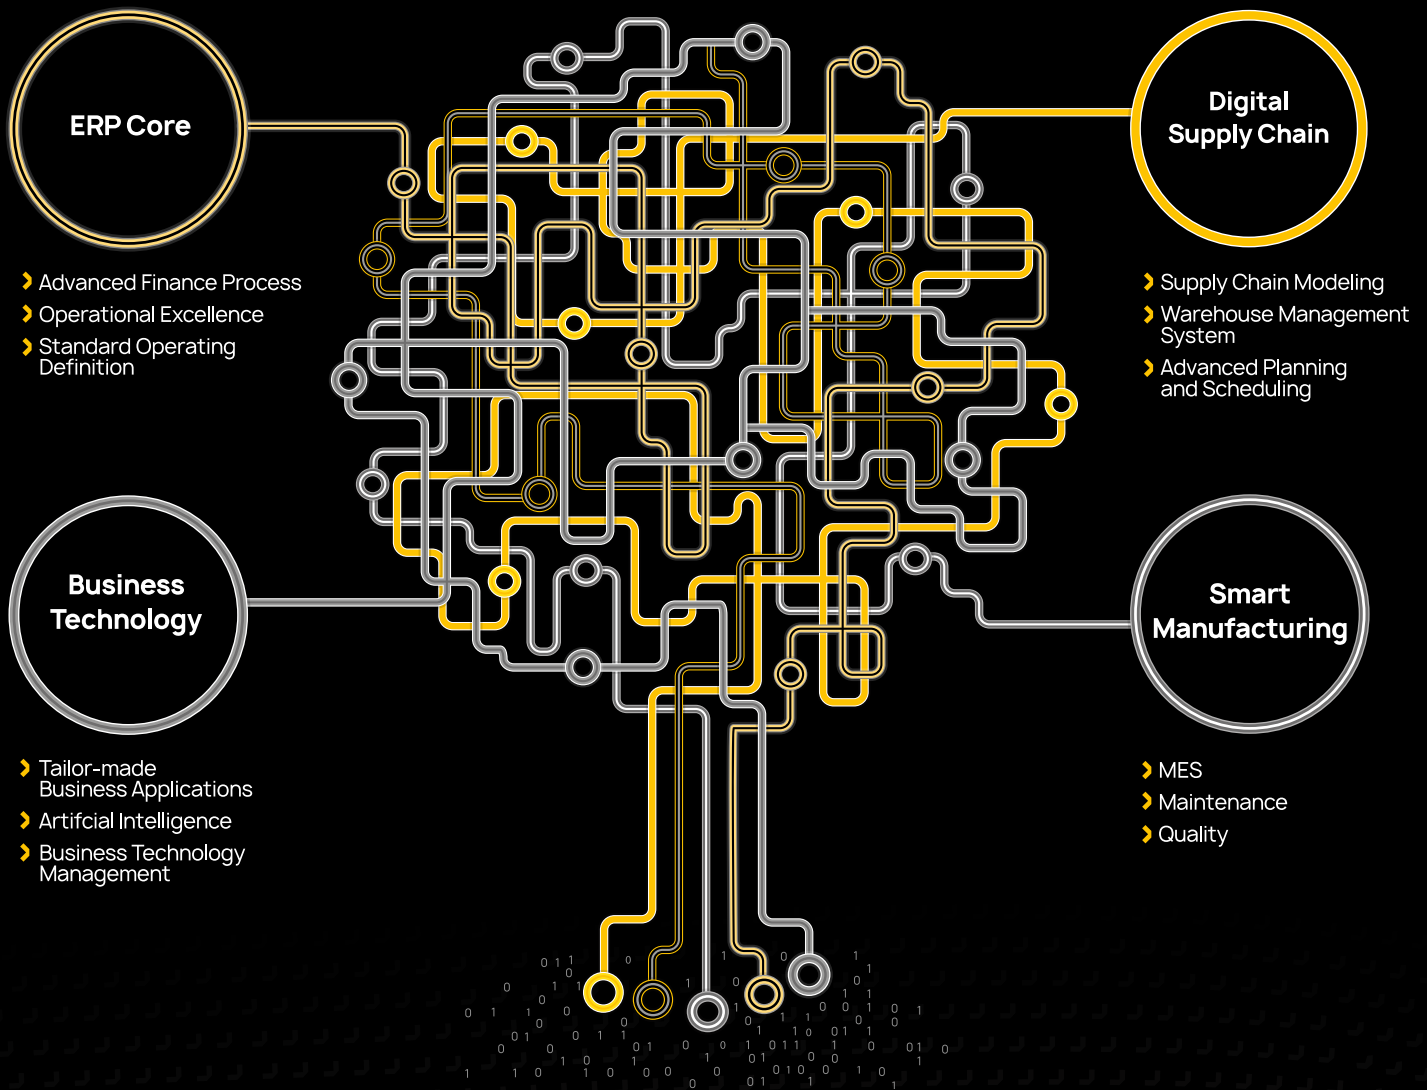 ERP Core
Advanced Finance Process
Operational Excellence
Standard Operating
Definition
Digital
Supply Chain
Supply Chain Modeling
Warehouse Management
System
Advanced Planning
and Scheduling
Business
Technology
Tailor-made
Business Applications
Artifcial Intelligence
Business Technology
Management
Smart
Manufacturing
MES
Maintenance
Quality